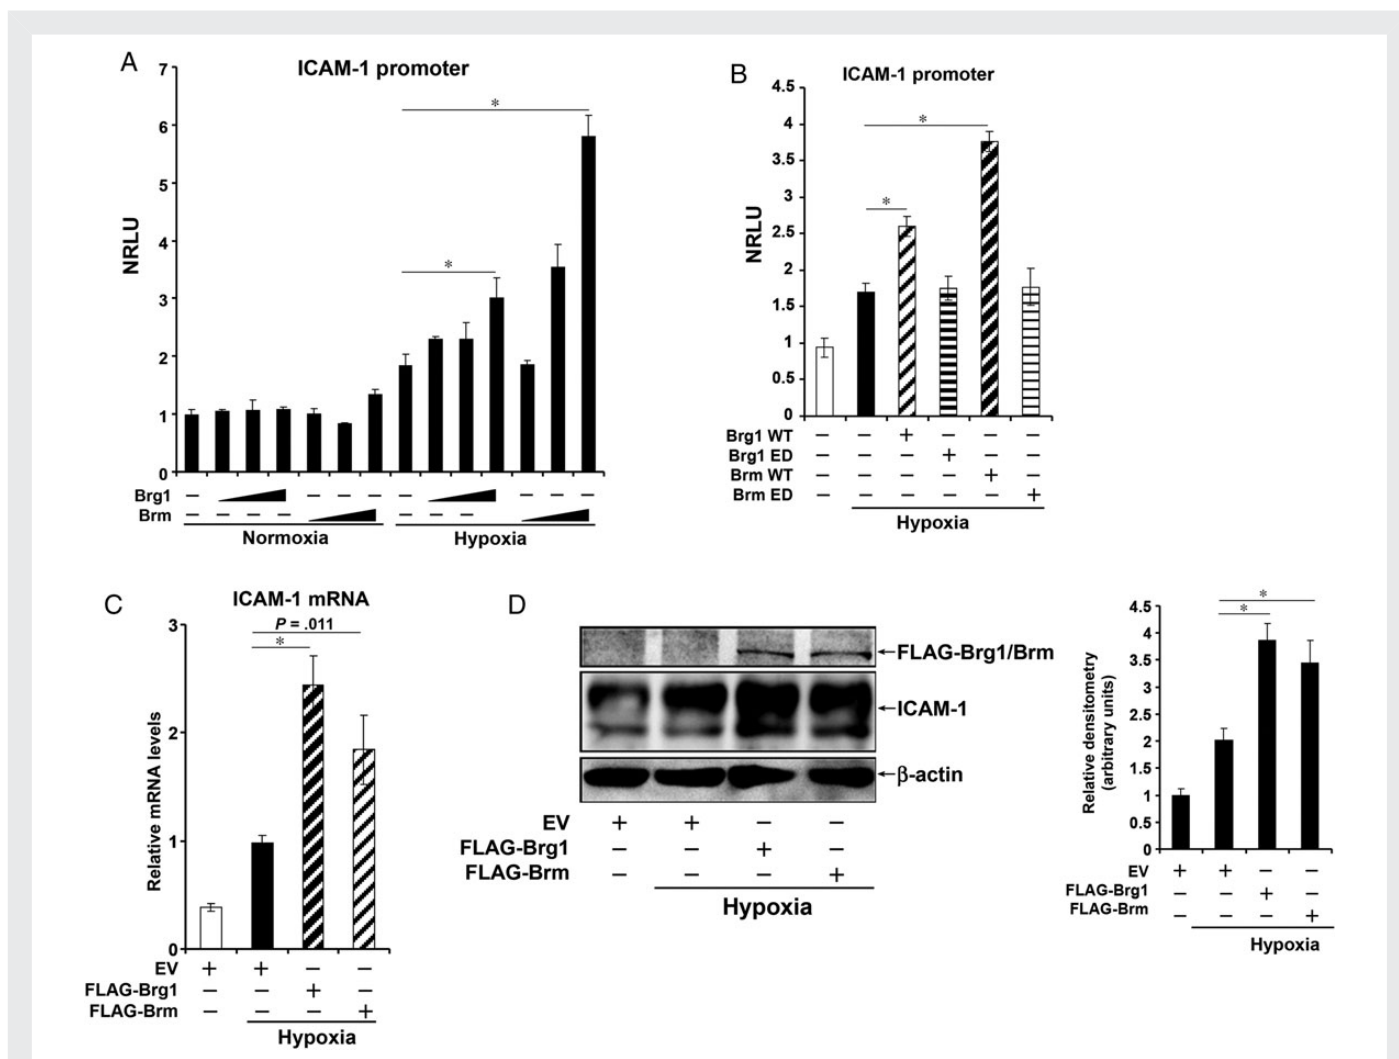 A
ICAM-1 promoter
NRLU
7
6
5
4
3
2
1
0
*
*
Brg1 − − − − − − −
Brm − − − − − − − −
Normoxia Hypoxia
B
ICAM-1 promoter
NRLU
4.5
4
3.5
3
2.5
2
1.5
1
0.5
0
*
*
Brg1 WT − − + − − −
Brg1 ED − − − + − −
Brm WT − − − − + −
Brm ED − − − − − +
Hypoxia
C
ICAM-1 mRNA
Relative mRNA levels
3
2
1
0
P = .011
*
EV + + − −
FLAG-Brg1 − − + −
FLAG-Brm − − − +
Hypoxia
D
←FLAG-Brg1/Brm
←ICAM-1
←β-actin
EV + + − −
FLAG-Brg1 − − + −
FLAG-Brm − − − +
Hypoxia
Relative densitometry
(arbitrary units)
4.5
4
3.5
3
2.5
2
1.5
1
0.5
0
*
*
EV + + − −
FLAG-Brg1 − − + −
FLAG-Brm − − − +
Hypoxia